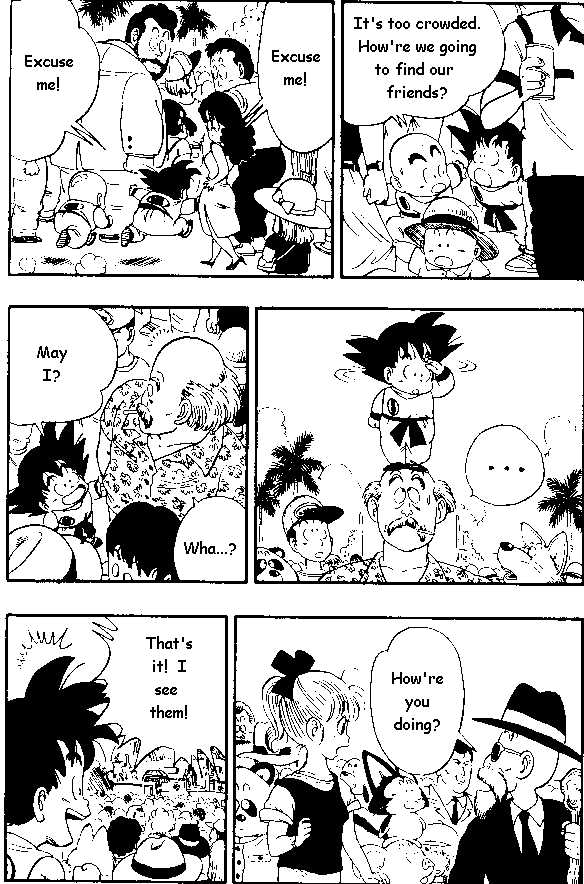 Excuse
me!
Excuse
me!
It's too crowded.
How're we going
to find our
friends?
May
I?
Wha...?
...
That's
it! I
see
them!
How're
you
doing?